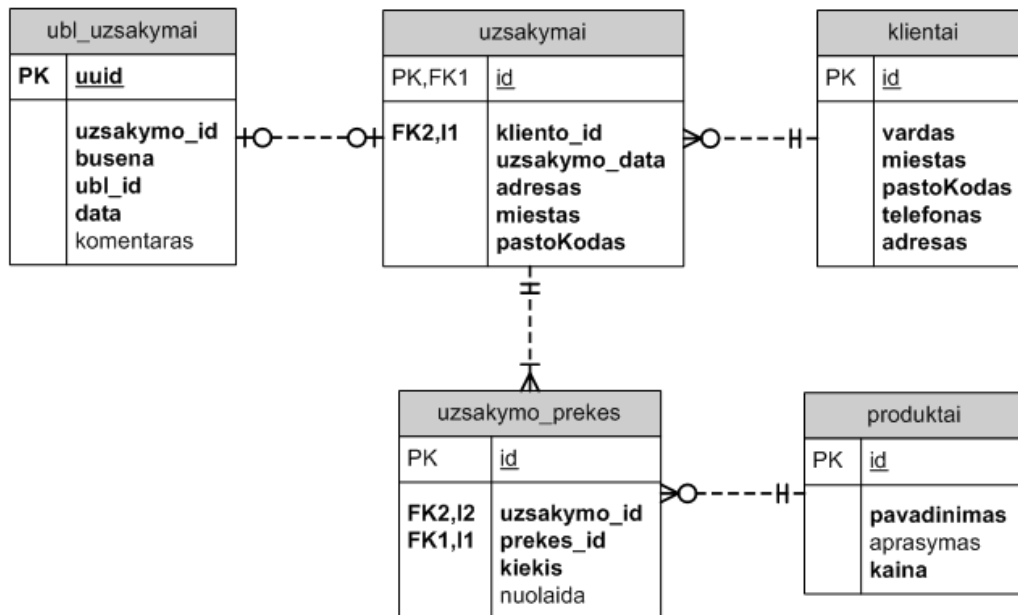 ubl_uzsakymai
PK uuid
uzsakymo_id
busena
ubl_id
data
komentaras
uzsakymai
PK,FK1 id
FK2,I1 kliento_id
uzsakymo_data
adresas
miestas
pastoKodas
klientai
PK id
vardas
miestas
pastoKodas
telefonas
adresas
uzsakymo_prekes
PK id
FK2,I2 uzsakymo_id
FK1,I1 prekes_id
kiekis
nuolaida
produktai
PK id
pavadinimas
aprasymas
kaina